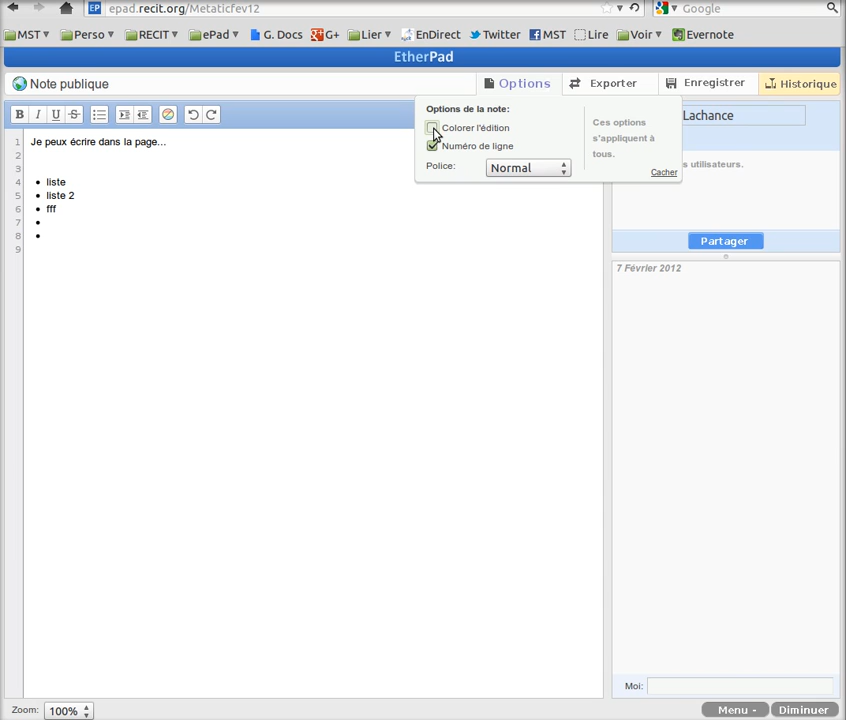 EP epad.recit.org/Metaticfev12 Google
MST Perso RECIT ePad G. Docs G+ Lier EnDirect Twitter MST Lire Voir Evernote
EtherPad
Note publique Options Exporter Enregistrer Historique
B I U S
Options de la note:
Colorer l'édition
Numéro de ligne
Police: Normal
Ces options
s'appliquent à
tous.
Cacher
Lachance
s utilisateurs.
Partager
7 Février 2012
1 Je peux écrire dans la page...
2
3
4 • liste
5 • liste 2
6 • fff
7 •
8 •
9
Moi:
Zoom: 100% Menu - Diminuer